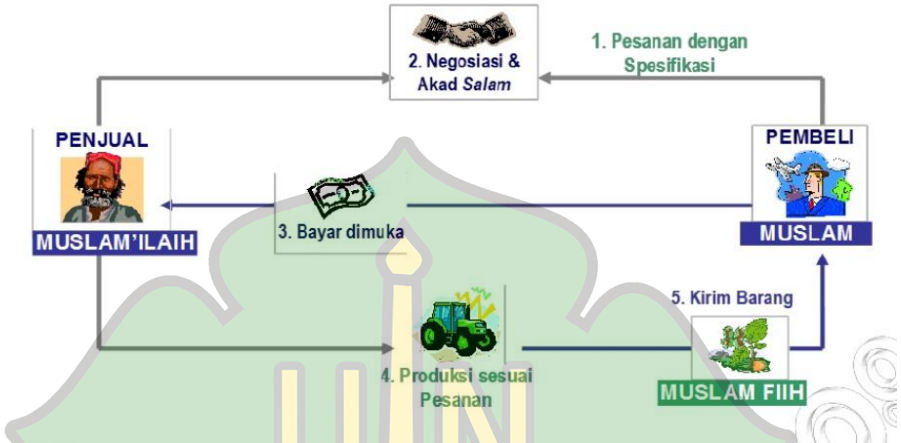 1. Pesanan dengan
Spesifikasi
2. Negosiasi &
Akad Salam
PENJUAL
MUSLAM'ILAIH
PEMBELI
MUSLAM
3. Bayar dimuka
4. Produksi sesuai
Pesanan
5. Kirim Barang
MUSLAM FIIH
UIN